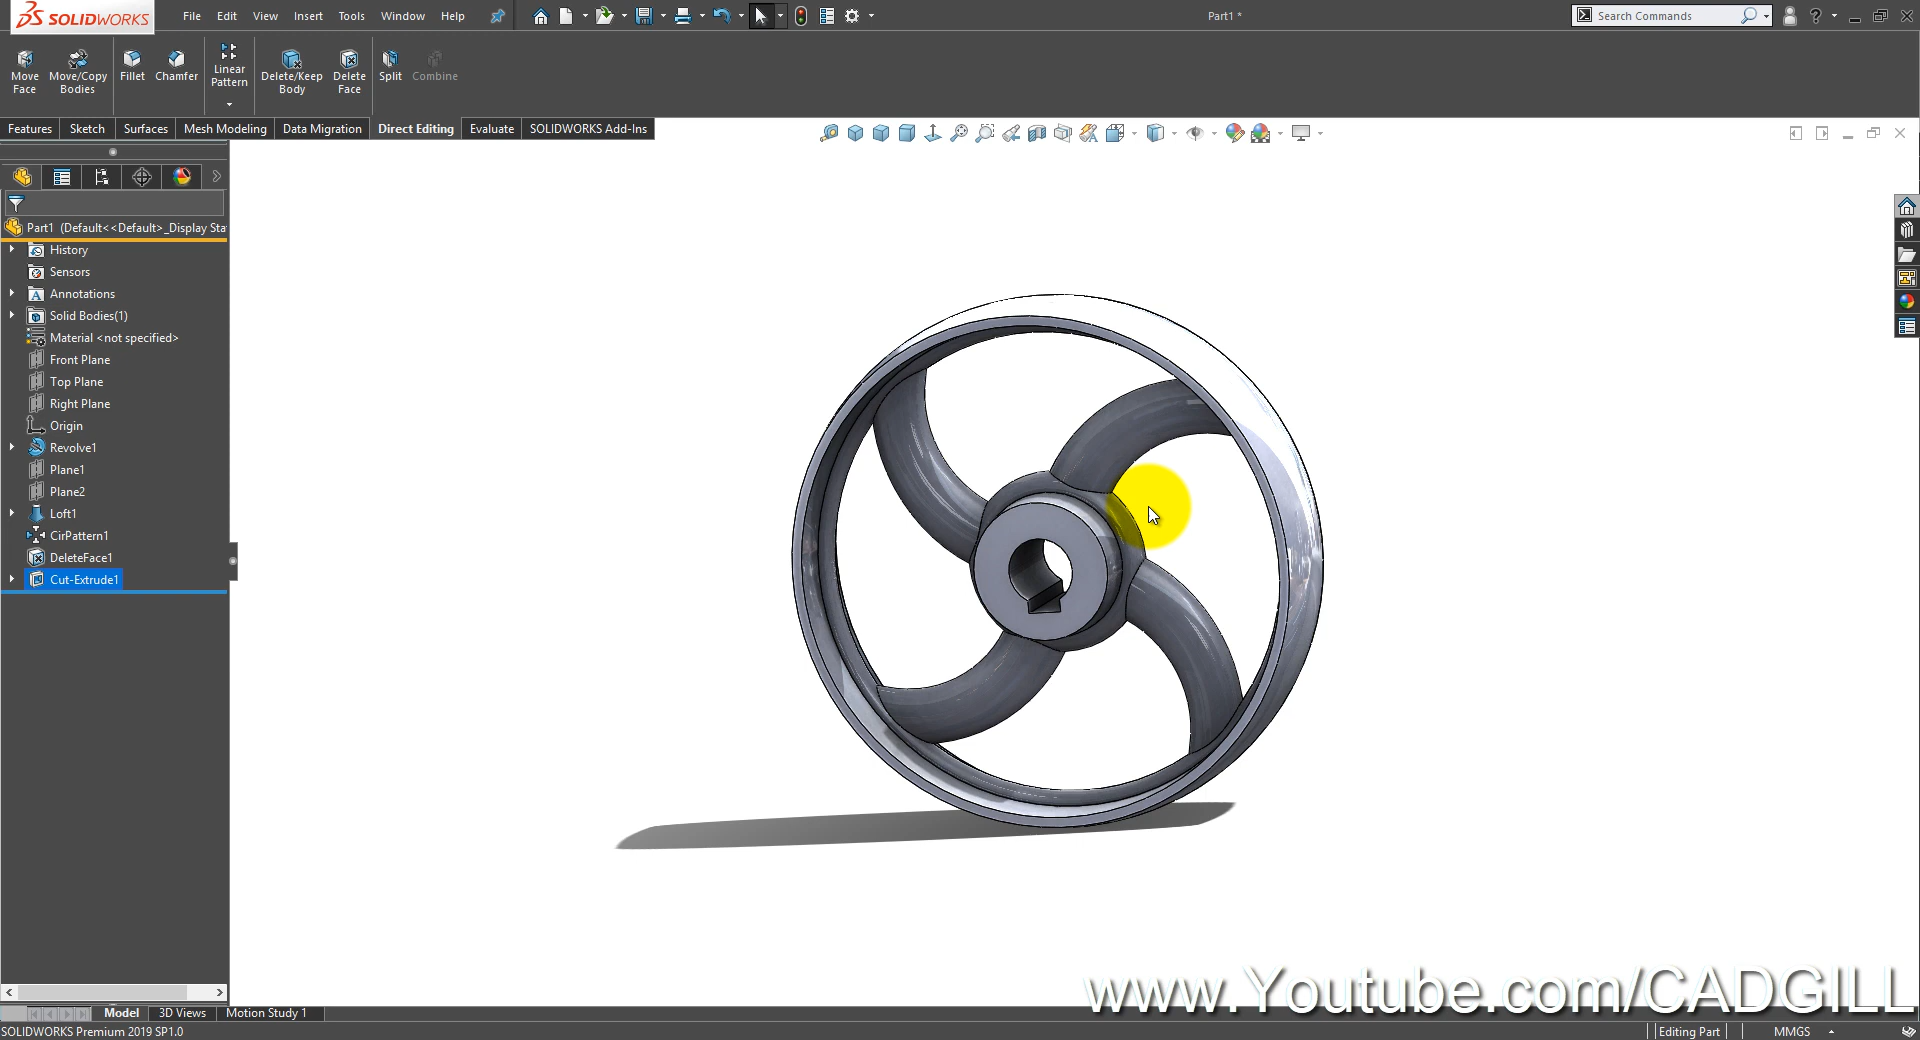 SOLIDWORKS File Edit View Insert Tools Window Help Part1 * Search Commands
Move Face Move/Copy Bodies Fillet Chamfer Linear Pattern Delete/Keep Body Delete Face Split Combine
Features Sketch Surfaces Mesh Modeling Data Migration Direct Editing Evaluate SOLIDWORKS Add-Ins
Part1 (Default<<Default>_Display Sta
History
Sensors
Annotations
Solid Bodies(1)
Material <not specified>
Front Plane
Top Plane
Right Plane
Origin
Revolve1
Plane1
Plane2
Loft1
CirPattern1
DeleteFace1
Cut-Extrude1
www.Youtube.com/CADGILL
Model 3D Views Motion Study 1
SOLIDWORKS Premium 2019 SP1.0 Editing Part MMGS